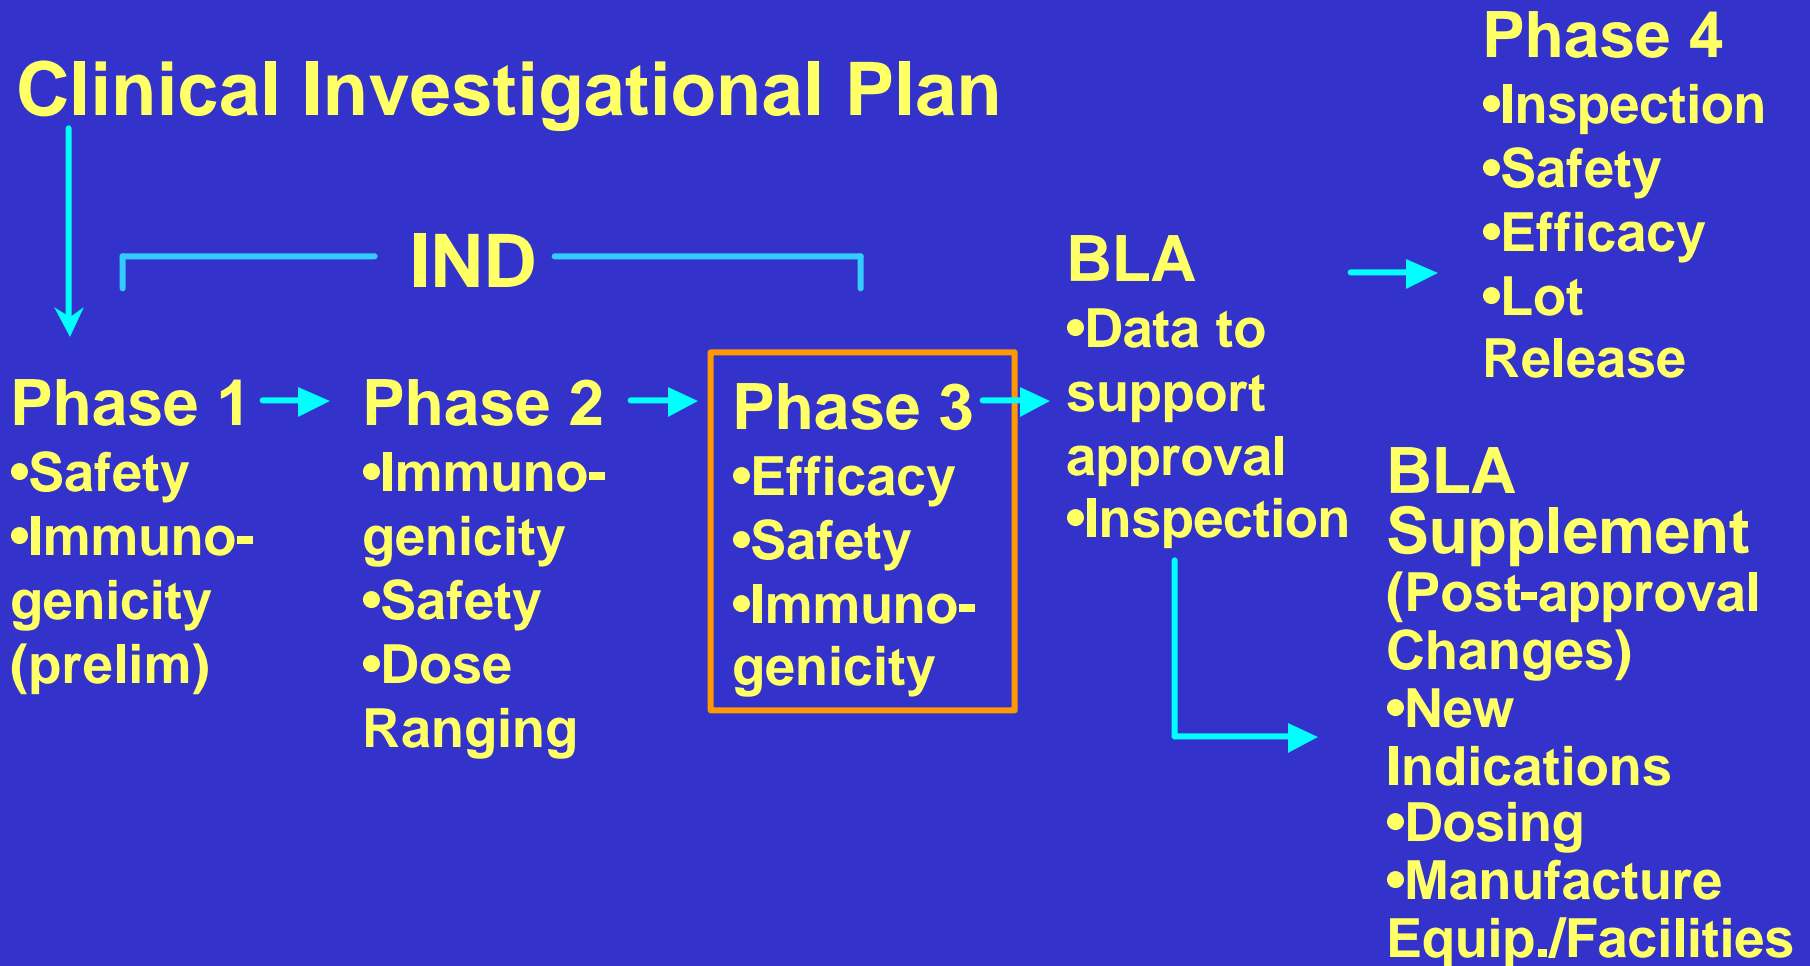 Clinical Investigational Plan
IND
Phase 1
•Safety
•Immuno-
genicity
(prelim)
Phase 2
•Immuno-
genicity
•Safety
•Dose
Ranging
Phase 3
•Efficacy
•Safety
•Immuno-
genicity
BLA
•Data to
support
approval
•Inspection
Phase 4
•Inspection
•Safety
•Efficacy
•Lot
Release
BLA
Supplement
(Post-approval
Changes)
•New
Indications
•Dosing
•Manufacture
Equip./Facilities